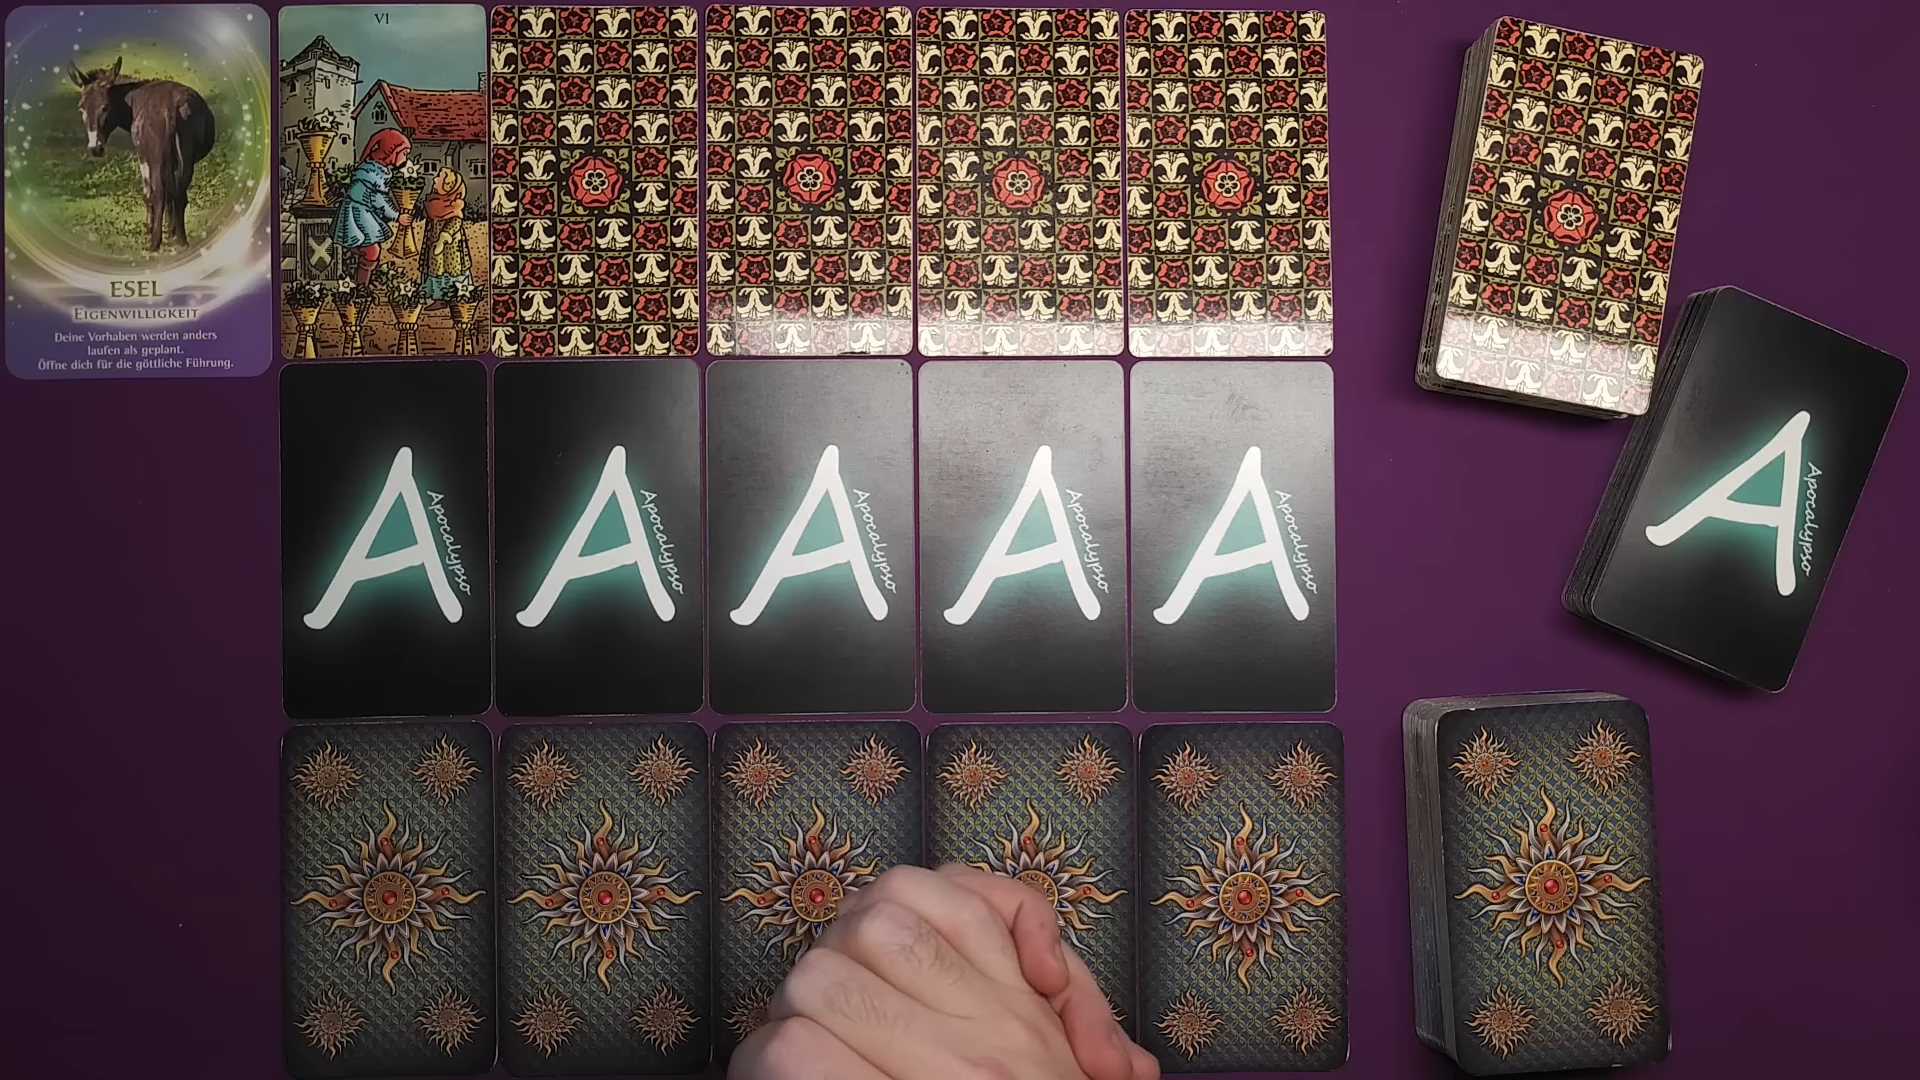 VI
ESEL
EIGENWILLIGKEIT
Deine Vorhaben werden anders
laufen als geplant.
Öffne dich für die göttliche Führung.
A
Apocalypso
A
Apocalypso
A
Apocalypso
A
Apocalypso
A
Apocalypso
A
Apocalypso